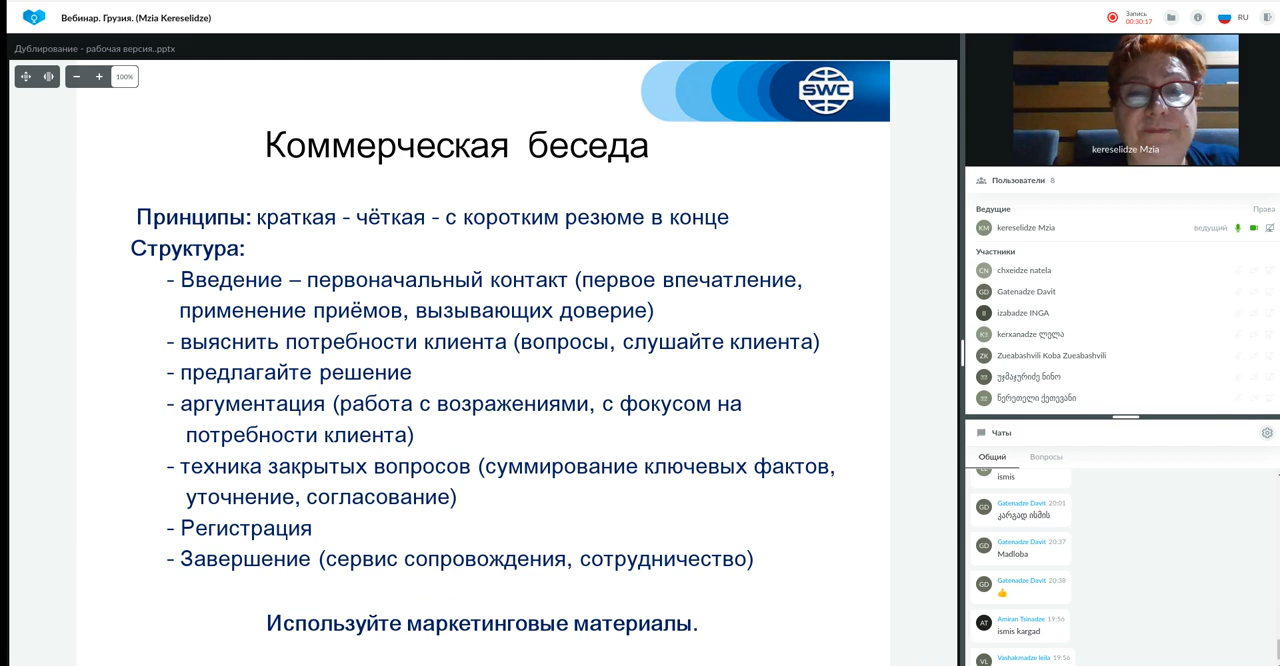 Вебинар. Грузия. (Mzia Kereselidze)
Запись
00:30:17
RU
Дублирование - рабочая версия..pptx
100%
SWC
Коммерческая беседа
Принципы: краткая - чёткая - с коротким резюме в конце
Структура:
- Введение – первоначальный контакт (первое впечатление,
применение приёмов, вызывающих доверие)
- выяснить потребности клиента (вопросы, слушайте клиента)
- предлагайте решение
- аргументация (работа с возражениями, с фокусом на
потребности клиента)
- техника закрытых вопросов (суммирование ключевых фактов,
уточнение, согласование)
- Регистрация
- Завершение (сервис сопровождения, сотрудничество)
Используйте маркетинговые материалы.
kereselidze Mzia
Пользователи 8
Ведущие Права
KM kereselidze Mzia ведущий
Участники
CN chxeidze natela
GD Gatenadze Davit
II izabadze INGA
kerxanadze ლელა
ZK Zueabashvili Koba Zueabashvili
უჯმაჯურიძე ნინო
წერეთელი ქეთევანი
Чаты
Общий Вопросы
ismis
GD Gatenadze Davit 20:01
კარგად ისმის
GD Gatenadze Davit 20:37
Madloba
GD Gatenadze Davit 20:38
👍
AT Amiran Tsinadze 19:56
ismis kargad
VL Vashakmadze leila 19:56